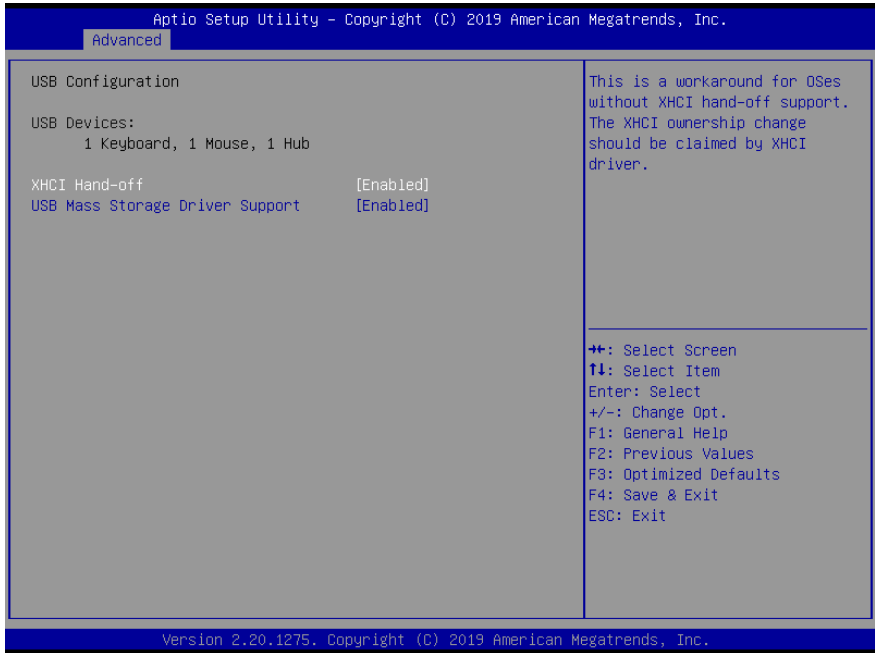 Aptio Setup Utility – Copyright (C) 2019 American Megatrends, Inc.
Advanced
USB Configuration
USB Devices:
1 Keyboard, 1 Mouse, 1 Hub
XHCI Hand-off [Enabled]
USB Mass Storage Driver Support [Enabled]
This is a workaround for OSes
without XHCI hand-off support.
The XHCI ownership change
should be claimed by XHCI
driver.
→←: Select Screen
↑↓: Select Item
Enter: Select
+/-: Change Opt.
F1: General Help
F2: Previous Values
F3: Optimized Defaults
F4: Save & Exit
ESC: Exit
Version 2.20.1275. Copyright (C) 2019 American Megatrends, Inc.